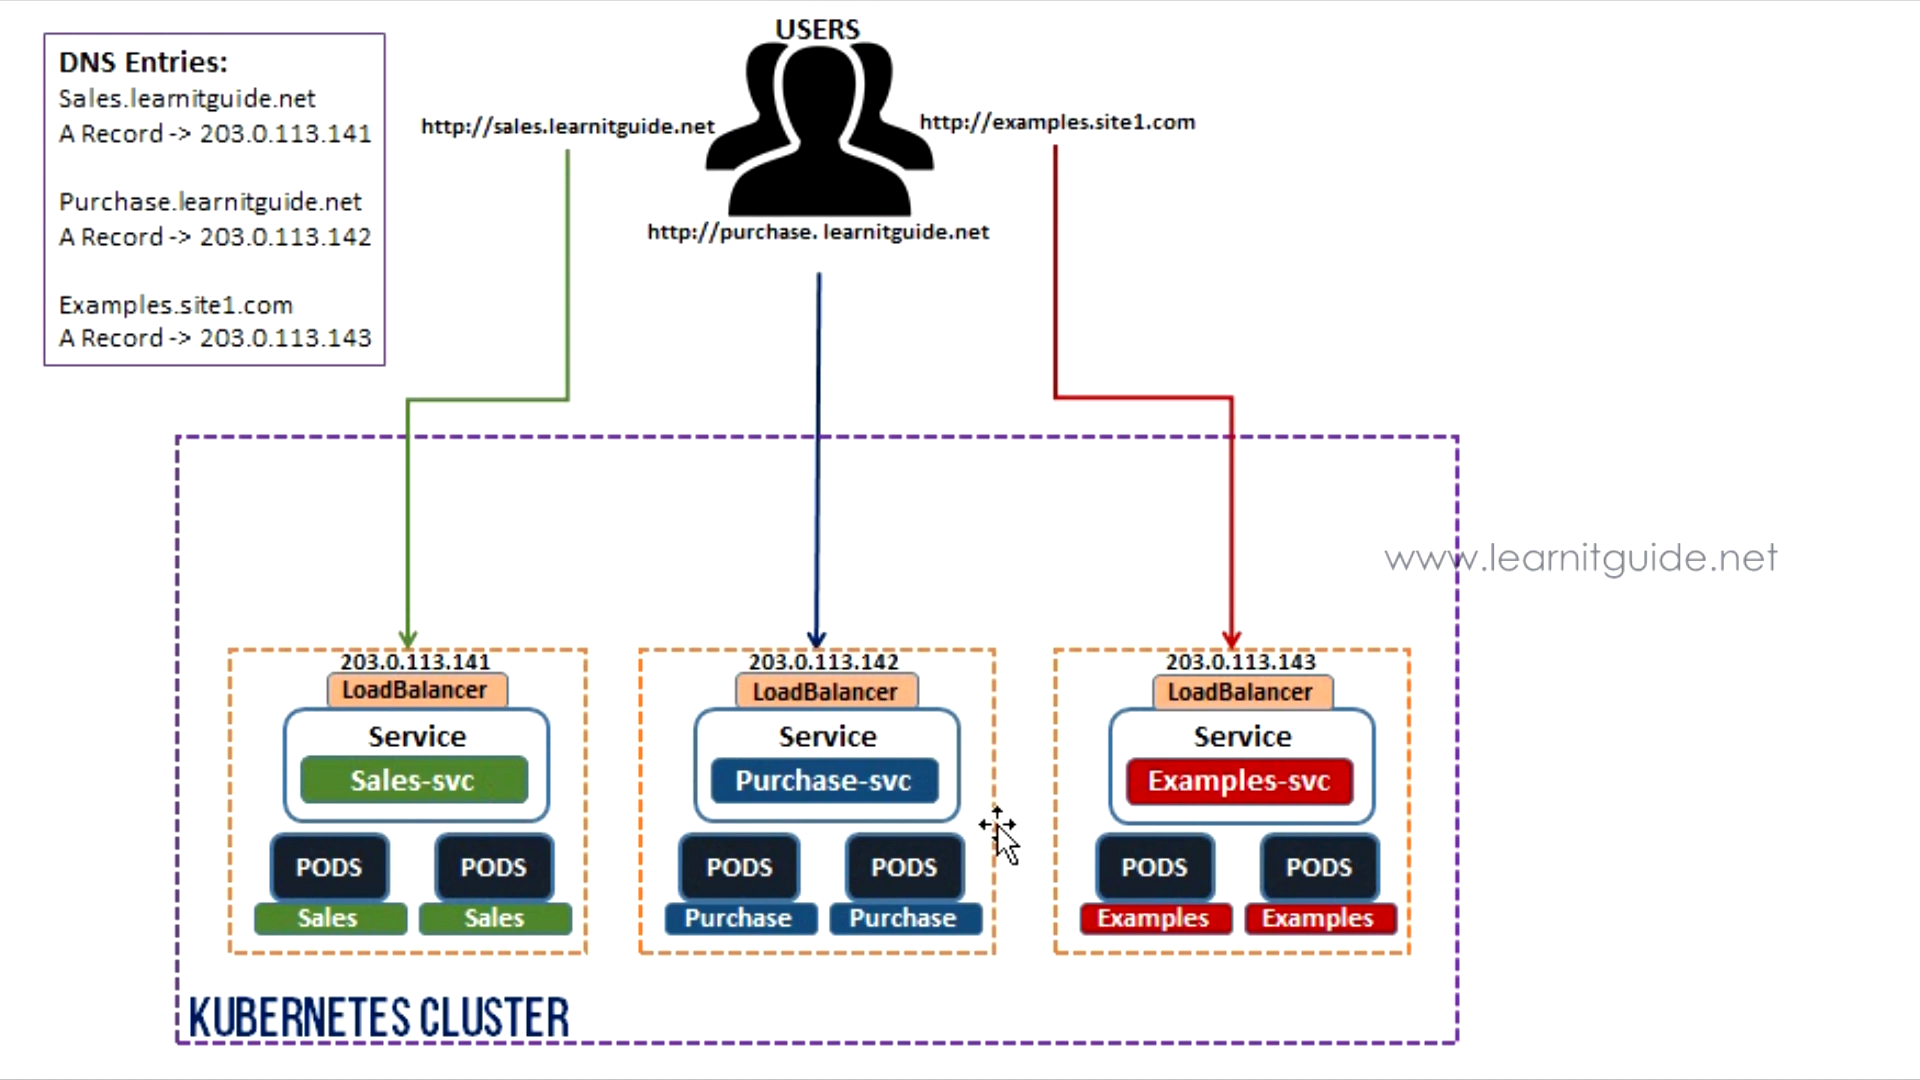 USERS
DNS Entries:
Sales.learnitguide.net
A Record -> 203.0.113.141
Purchase.learnitguide.net
A Record -> 203.0.113.142
Examples.site1.com
A Record -> 203.0.113.143
http://sales.learnitguide.net
http://examples.site1.com
http://purchase. learnitguide.net
www.learnitguide.net
203.0.113.141
LoadBalancer
Service
Sales-svc
PODS
PODS
Sales
Sales
203.0.113.142
LoadBalancer
Service
Purchase-svc
PODS
PODS
Purchase
Purchase
203.0.113.143
LoadBalancer
Service
Examples-svc
PODS
PODS
Examples
Examples
KUBERNETES CLUSTER